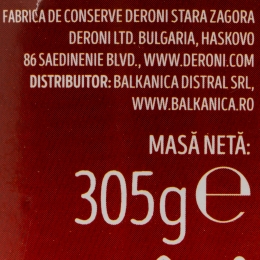 FABRICA DE CONSERVE DERONI STARA ZAGORA
DERONI LTD. BULGARIA, HASKOVO
86 SAEDINENIE BLVD., WWW.DERONI.COM
DISTRIBUITOR: BALKANICA DISTRAL SRL,
WWW.BALKANICA.RO
MASĂ NETĂ:
305g℮